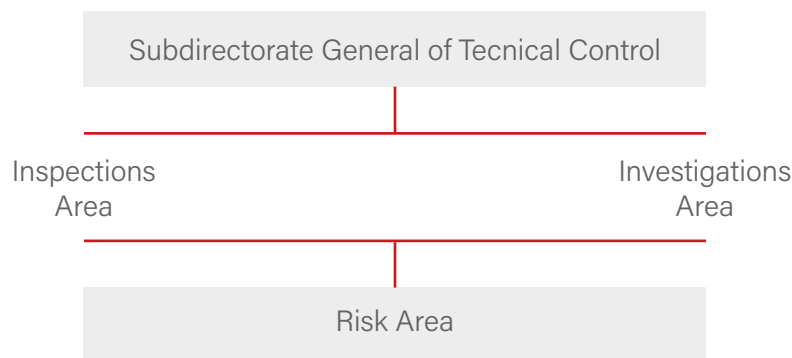 Subdirectorate General of Tecnical Control
Inspections
Area
Investigations
Area
Risk Area